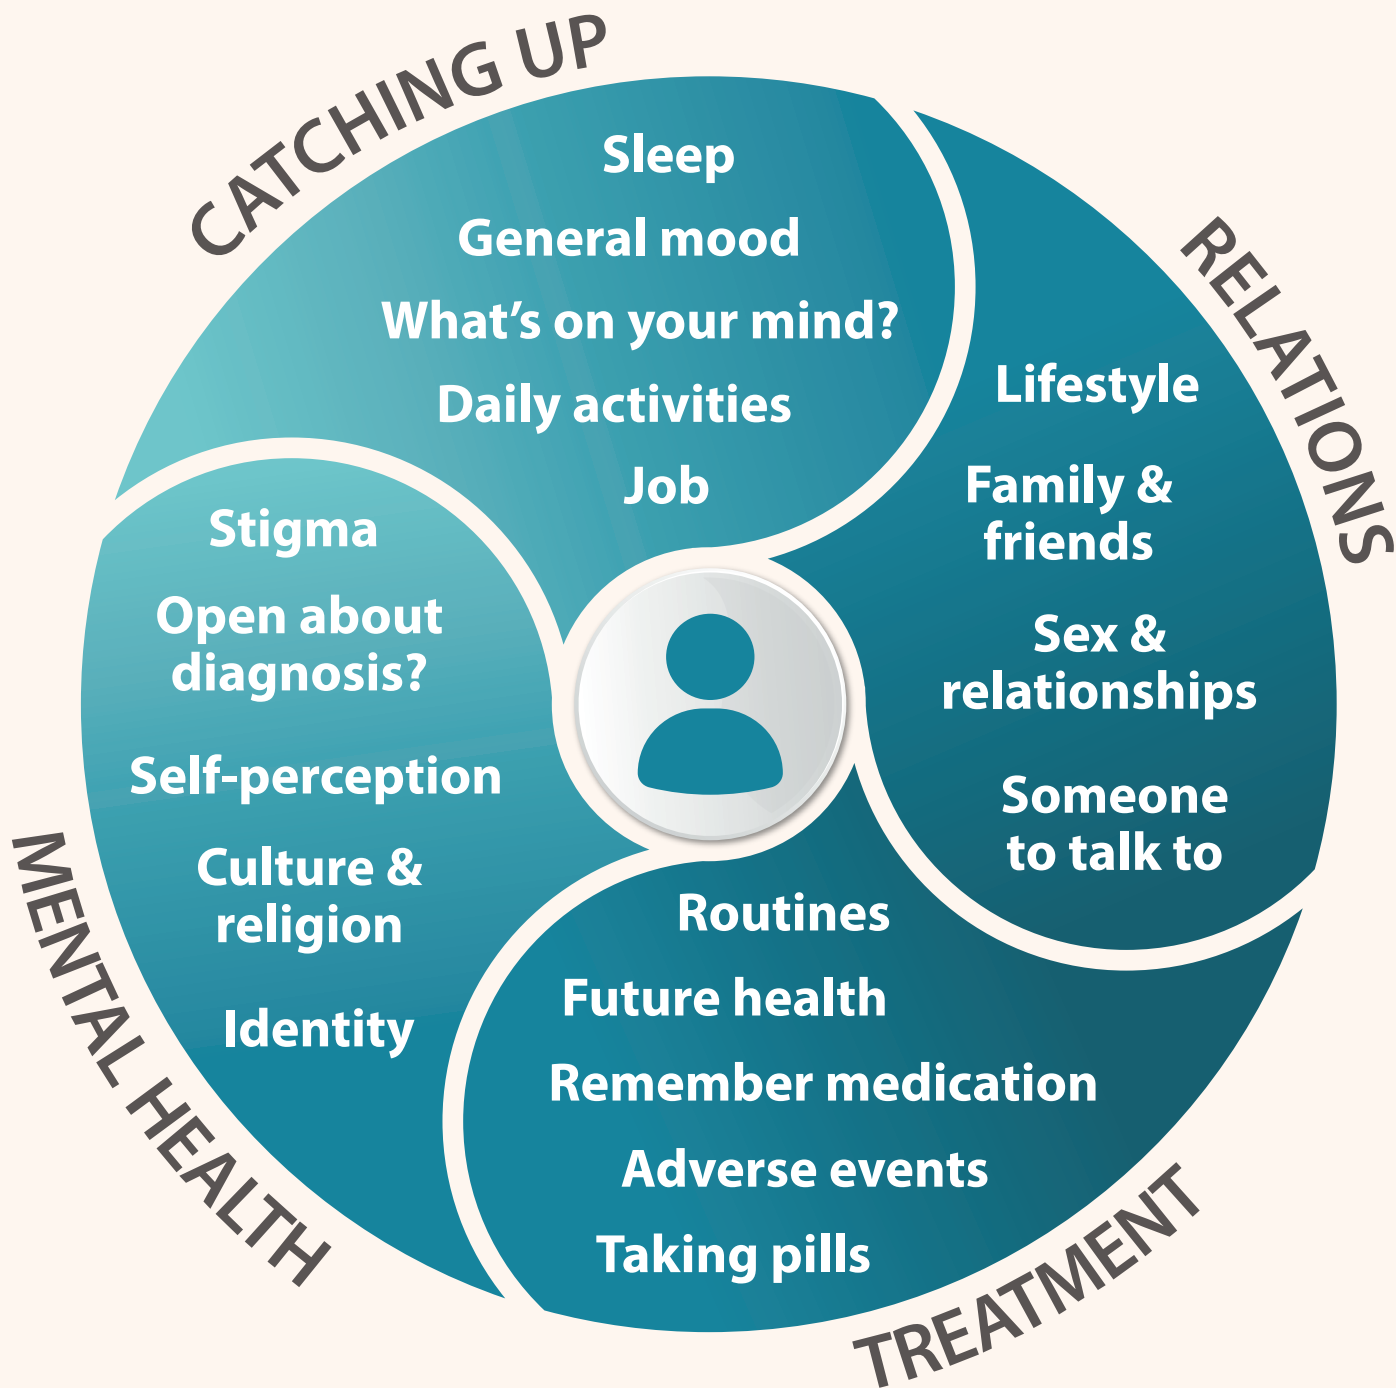 CATCHING UP
Sleep
General mood
What's on your mind?
Daily activities
Job
RELATIONS
Lifestyle
Family &
friends
Sex &
relationships
Someone
to talk to
TREATMENT
Routines
Future health
Remember medication
Adverse events
Taking pills
MENTAL HEALTH
Stigma
Open about
diagnosis?
Self-perception
Culture &
religion
Identity